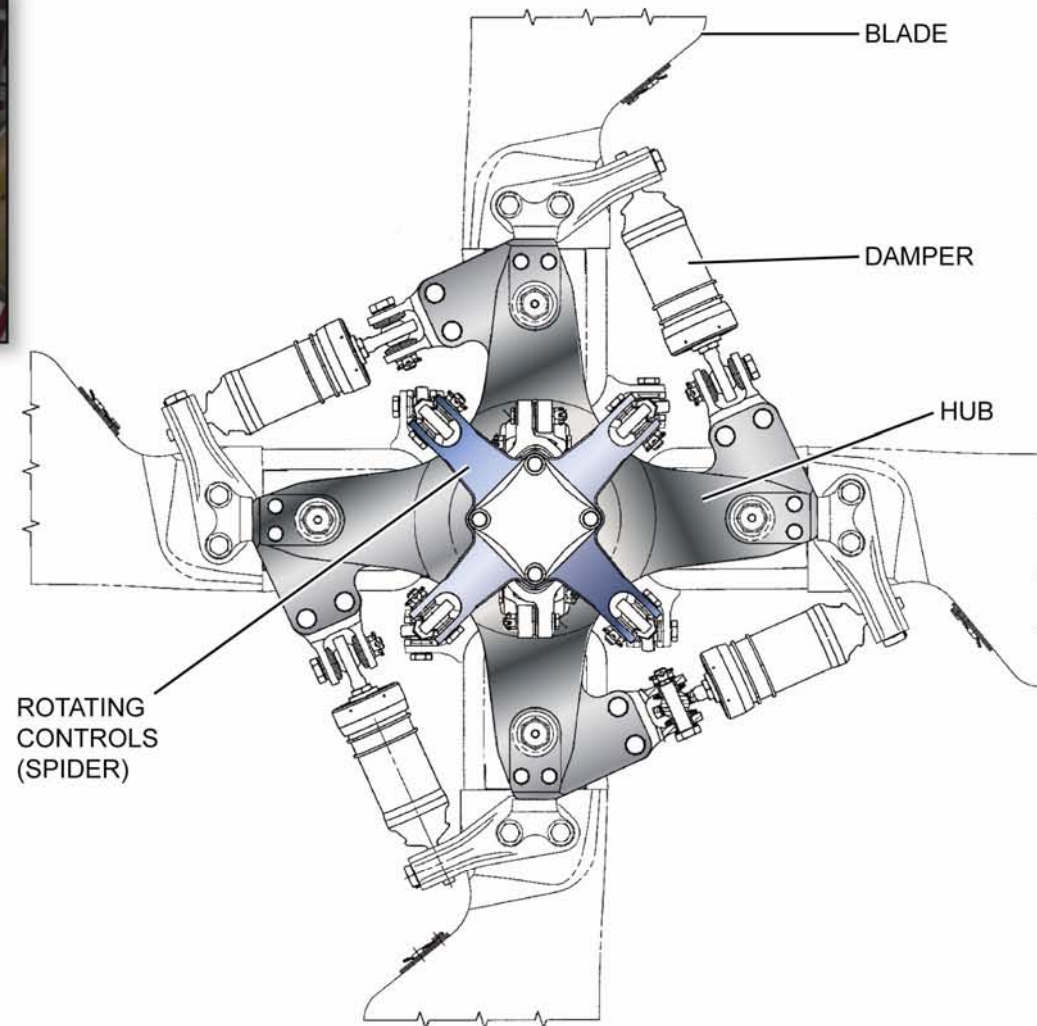 BLADE
DAMPER
HUB
ROTATING
CONTROLS
(SPIDER)